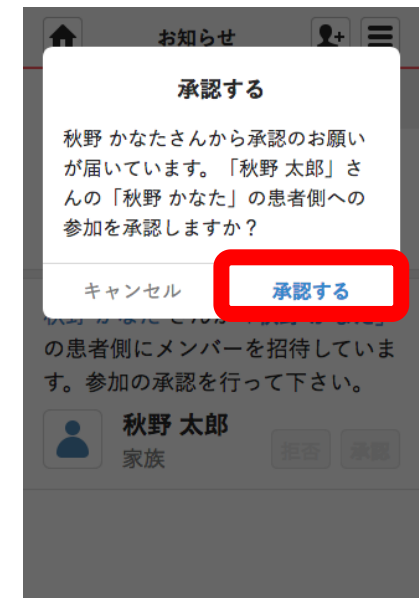 お知らせ
承認する
秋野 かなたさんから承認のお願い
が届いています。「秋野 太郎」さ
んの「秋野 かなた」の患者側への
参加を承認しますか？
キャンセル 承認する
の患者側にメンバーを招待していま
す。参加の承認を行って下さい。
秋野 太郎
家族
拒否 承認